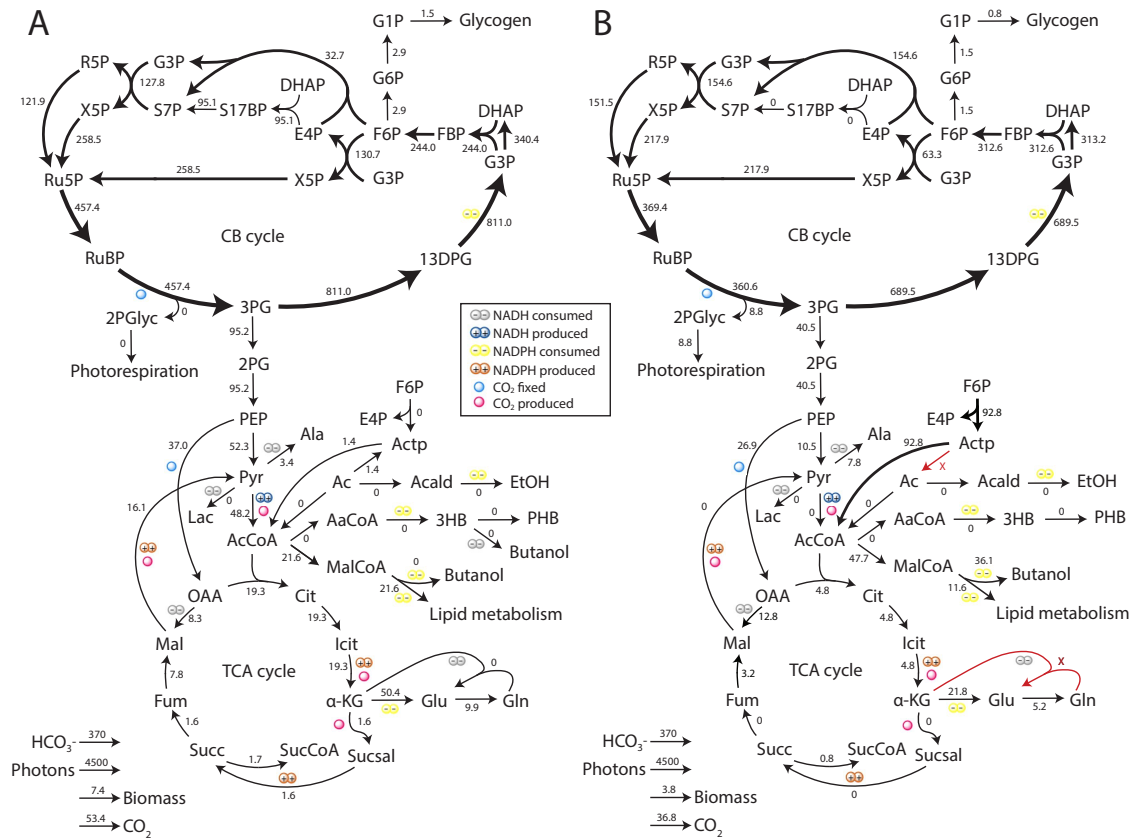 A
G1P 1.5 Glycogen
2.9
G6P
2.9
R5P G3P 32.7
127.8
DHAP DHAP
121.9
X5P S7P 95.1 S17BP 95.1 E4P F6P 244.0 FBP 244.0 340.4
G3P
258.5 130.7
Ru5P 258.5 X5P G3P
457.4 -- 811.0
CB cycle
RuBP 13DPG
457.4 3PG 811.0
2PGlyc 0
95.2
0
Photorespiration
2PG
95.2
F6P
0
PEP E4P
37.0 52.3 -- Ala 1.4 Actp
3.4
1.4
Pyr Ac 0 Acald -- 0 EtOH
16.1 -- 0 ++ 0
Lac 48.2 0 AaCoA -- 0 3HB 0 PHB
0
AcCoA -- Butanol
++ 21.6 0
MalCoA -- Butanol
21.6
OAA 19.3 Cit -- Lipid metabolism
-- 8.3 19.3
Mal Icit
TCA cycle 19.3 ++ -- 0
7.8
Fum α-KG 50.4 Glu 9.9 Gln
--
1.6 1.6
HCO₃⁻ 370 Succ 1.7 SucCoA Sucsal
Photons 4500 ++
1.6
7.4 Biomass
53.4 CO₂
-- NADH consumed
++ NADH produced
-- NADPH consumed
++ NADPH produced
CO₂ fixed
CO₂ produced
B
G1P 0.8 Glycogen
1.5
G6P
1.5
R5P G3P 154.6
154.6
DHAP DHAP
151.5
X5P S7P 0 S17BP 0 E4P F6P 312.6 FBP 312.6 313.2
G3P
217.9 63.3
Ru5P 217.9 X5P G3P
369.4 -- 689.5
CB cycle
RuBP 13DPG
360.6 3PG 689.5
2PGlyc 8.8
40.5
8.8
Photorespiration
2PG
40.5
F6P
92.8
PEP E4P
26.9 10.5 -- Ala 92.8 Actp
7.8
x
Pyr Ac 0 Acald -- 0 EtOH
16.1 -- 0 ++ 0
Lac 0 0 AaCoA -- 0 3HB 0 PHB
AcCoA
++ 47.7 36.1
MalCoA -- Butanol
11.6
OAA 4.8 Cit -- Lipid metabolism
-- 12.8 4.8
Mal Icit
TCA cycle 4.8 ++ -- x
3.2
Fum α-KG 21.8 Glu 5.2 Gln
--
0 0
HCO₃⁻ 370 Succ 0.8 SucCoA Sucsal
Photons 4500 ++
0
3.8 Biomass
36.8 CO₂